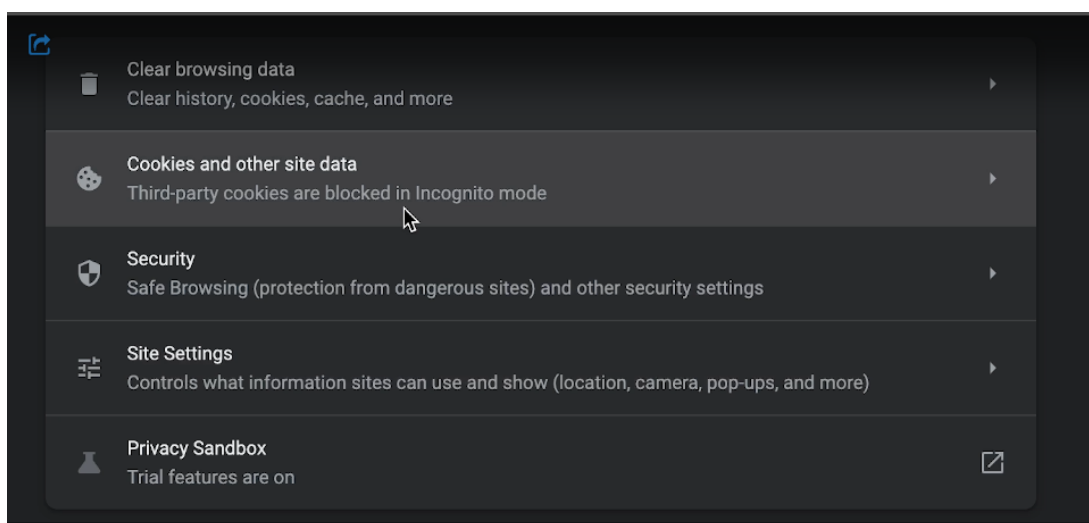 Clear browsing data
Clear history, cookies, cache, and more
Cookies and other site data
Third-party cookies are blocked in Incognito mode
Security
Safe Browsing (protection from dangerous sites) and other security settings
Site Settings
Controls what information sites can use and show (location, camera, pop-ups, and more)
Privacy Sandbox
Trial features are on